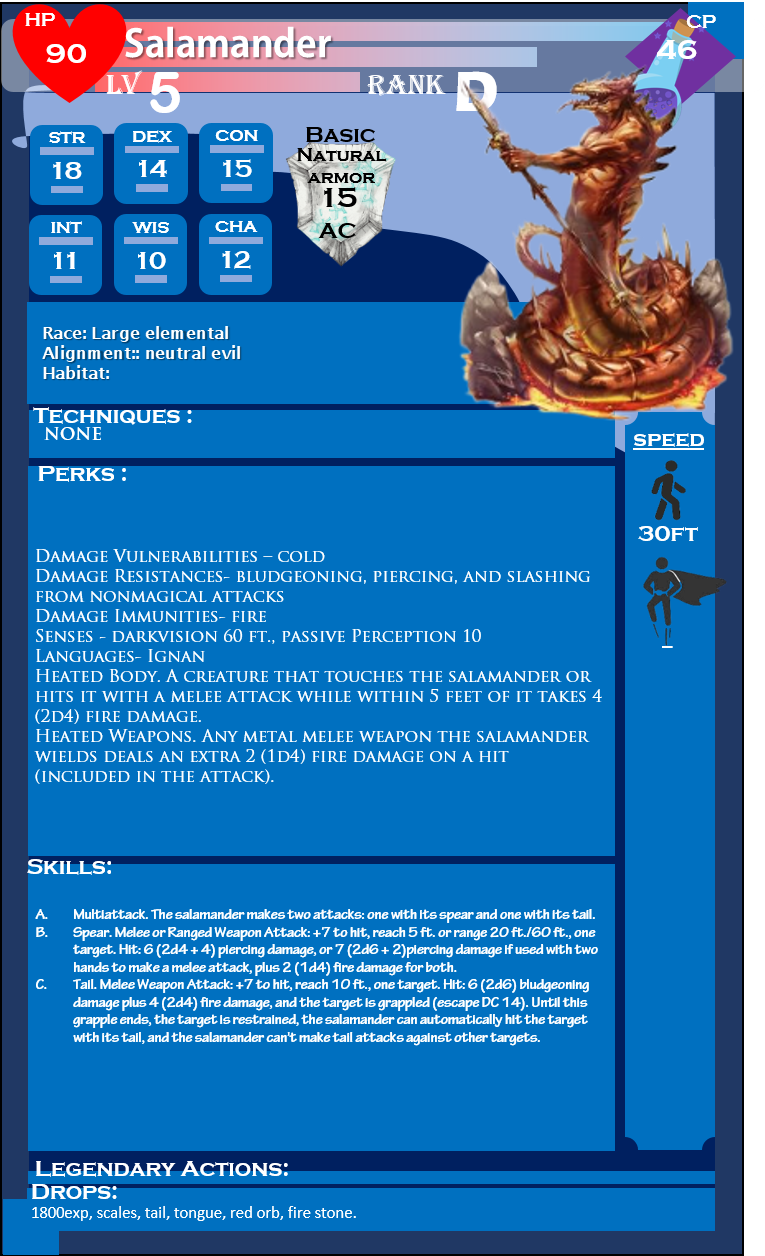 HP
90
Salamander
CP
46
LV 5
RANK D
STR
18
DEX
14
CON
15
INT
11
WIS
10
CHA
12
BASIC
NATURAL
ARMOR
15
AC
Race: Large elemental
Alignment:: neutral evil
Habitat:
TECHNIQUES :
NONE
SPEED
30FT
–
PERKS :
DAMAGE VULNERABILITIES – COLD
DAMAGE RESISTANCES- BLUDGEONING, PIERCING, AND SLASHING
FROM NONMAGICAL ATTACKS
DAMAGE IMMUNITIES- FIRE
SENSES - DARKVISION 60 FT., PASSIVE PERCEPTION 10
LANGUAGES- IGNAN
HEATED BODY. A CREATURE THAT TOUCHES THE SALAMANDER OR
HITS IT WITH A MELEE ATTACK WHILE WITHIN 5 FEET OF IT TAKES 4
(2D4) FIRE DAMAGE.
HEATED WEAPONS. ANY METAL MELEE WEAPON THE SALAMANDER
WIELDS DEALS AN EXTRA 2 (1D4) FIRE DAMAGE ON A HIT
(INCLUDED IN THE ATTACK).
SKILLS:
A. Multiattack. The salamander makes two attacks: one with its spear and one with its tail.
B. Spear. Melee or Ranged Weapon Attack: +7 to hit, reach 5 ft. or range 20 ft./60 ft., one
target. Hit: 6 (2d4 + 4) piercing damage, or 7 (2d6 + 2)piercing damage if used with two
hands to make a melee attack, plus 2 (1d4) fire damage for both.
C. Tail. Melee Weapon Attack: +7 to hit, reach 10 ft., one target. Hit: 6 (2d6) bludgeoning
damage plus 4 (2d4) fire damage, and the target is grappled (escape DC 14). Until this
grapple ends, the target is restrained, the salamander can automatically hit the target
with its tail, and the salamander can't make tail attacks against other targets.
LEGENDARY ACTIONS:
DROPS:
1800exp, scales, tail, tongue, red orb, fire stone.